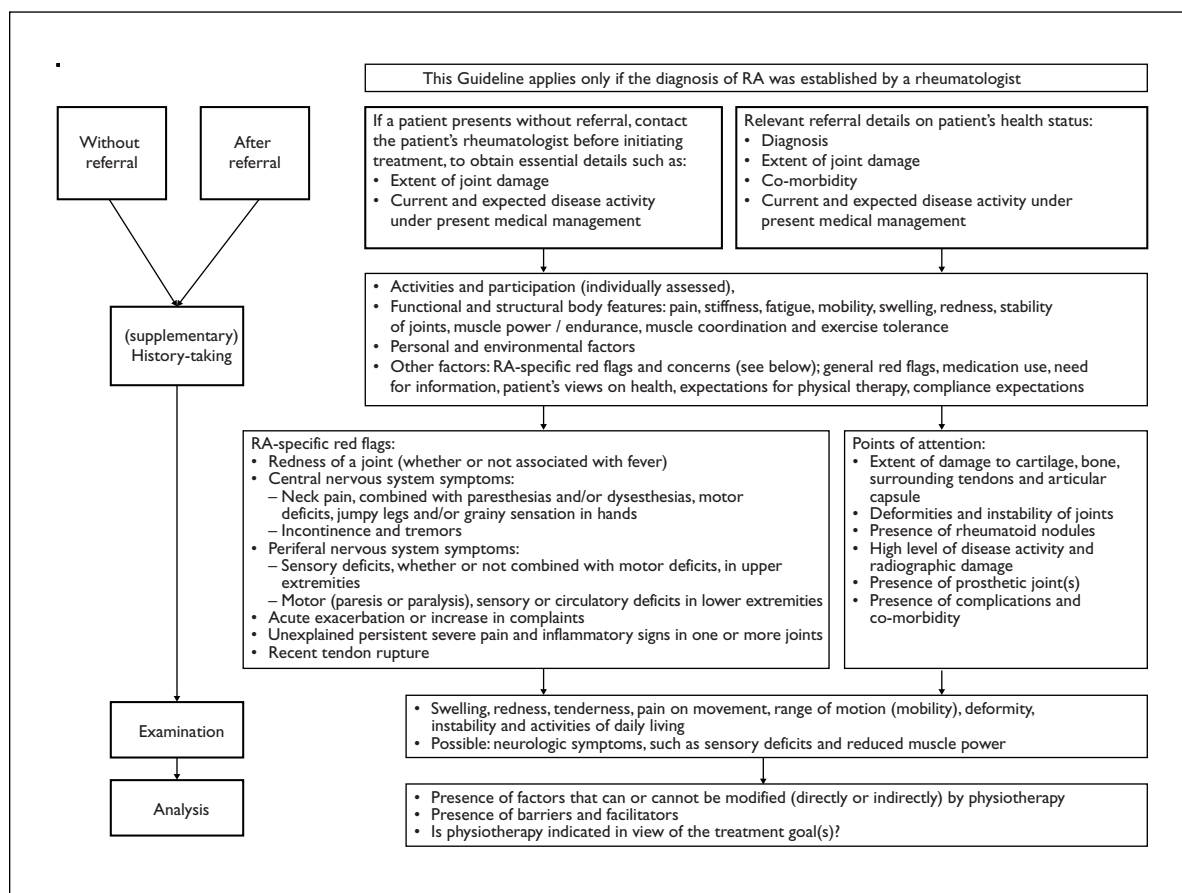 This Guideline applies only if the diagnosis of RA was established by a rheumatologist
Without
referral
After
referral
If a patient presents without referral, contact
the patient's rheumatologist before initiating
treatment, to obtain essential details such as:
• Extent of joint damage
• Current and expected disease activity
under present medical management
Relevant referral details on patient's health status:
• Diagnosis
• Extent of joint damage
• Co-morbidity
• Current and expected disease activity under
present medical management
(supplementary)
History-taking
• Activities and participation (individually assessed),
• Functional and structural body features: pain, stiffness, fatigue, mobility, swelling, redness, stability
of joints, muscle power / endurance, muscle coordination and exercise tolerance
• Personal and environmental factors
• Other factors: RA-specific red flags and concerns (see below); general red flags, medication use, need
for information, patient's views on health, expectations for physical therapy, compliance expectations
RA-specific red flags:
• Redness of a joint (whether or not associated with fever)
• Central nervous system symptoms:
– Neck pain, combined with paresthasias and/or dysesthesias, motor
deficits, jumpy legs and/or grainy sensation in hands
– Incontinence and tremors
• Periferal nervous system symptoms:
– Sensory deficits, whether or not combined with motor deficits, in upper
extremities
– Motor (paresis or paralysis), sensory or circulatory deficits in lower extremities
• Acute exacerbation or increase in complaints
• Unexplained persistent severe pain and inflammatory signs in one or more joints
• Recent tendon rupture
Points of attention:
• Extent of damage to cartilage, bone,
surrounding tendons and articular
capsule
• Deformities and instability of joints
• Presence of rheumatoid nodules
• High level of disease activity and
radiographic damage
• Presence of prosthetic joint(s)
• Presence of complications and
co-morbidity
Examination
• Swelling, redness, tenderness, pain on movement, range of motion (mobility), deformity,
instability and activities of daily living
• Possible: neurologic symptoms, such as sensory deficits and reduced muscle power
Analysis
• Presence of factors that can or cannot be modified (directly or indirectly) by physiotherapy
• Presence of barriers and facilitators
• Is physiotherapy indicated in view of the treatment goal(s)?